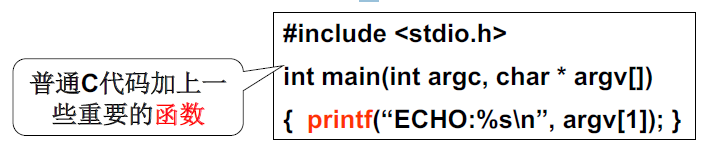 普通C代码加上一
些重要的函数
#include <stdio.h>
int main(int argc, char * argv[])
{ printf(“ECHO:%s\n”, argv[1]); }